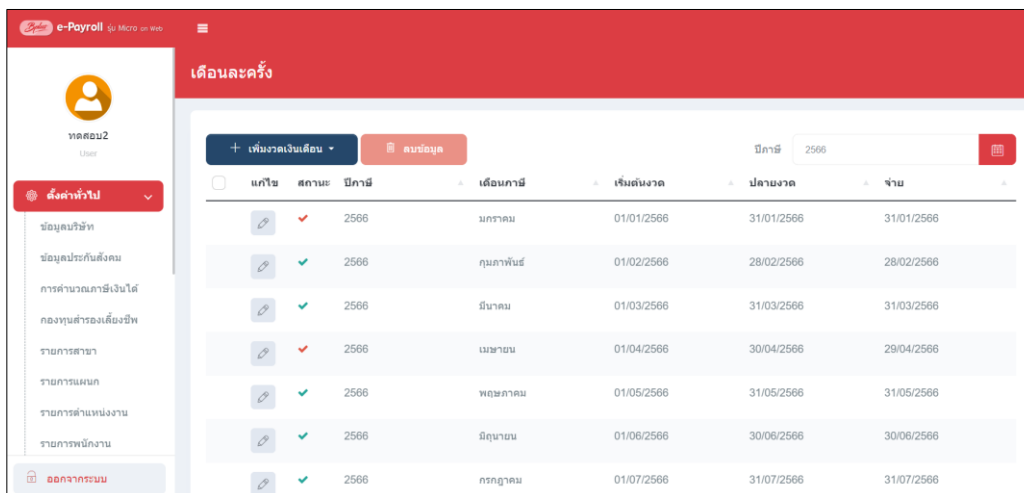 Bplus e-Payroll รุ่น Micro on Web
เดือนละครั้ง
ทดสอบ2
User
+ เพิ่มงวดเงินเดือน
ลบข้อมูล
ปีภาษี 2566
ตั้งค่าทั่วไป
ข้อมูลบริษัท
ข้อมูลประกันสังคม
การคำนวณภาษีเงินได้
กองทุนสำรองเลี้ยงชีพ
รายการสาขา
รายการแผนก
รายการตำแหน่งงาน
รายการพนักงาน
ออกจากระบบ
แก้ไข สถานะ ปีภาษี เดือนภาษี เริ่มต้นงวด ปลายงวด จ่าย
2566 มกราคม 01/01/2566 31/01/2566 31/01/2566
2566 กุมภาพันธ์ 01/02/2566 28/02/2566 28/02/2566
2566 มีนาคม 01/03/2566 31/03/2566 31/03/2566
2566 เมษายน 01/04/2566 30/04/2566 29/04/2566
2566 พฤษภาคม 01/05/2566 31/05/2566 31/05/2566
2566 มิถุนายน 01/06/2566 30/06/2566 30/06/2566
2566 กรกฎาคม 01/07/2566 31/07/2566 31/07/2566